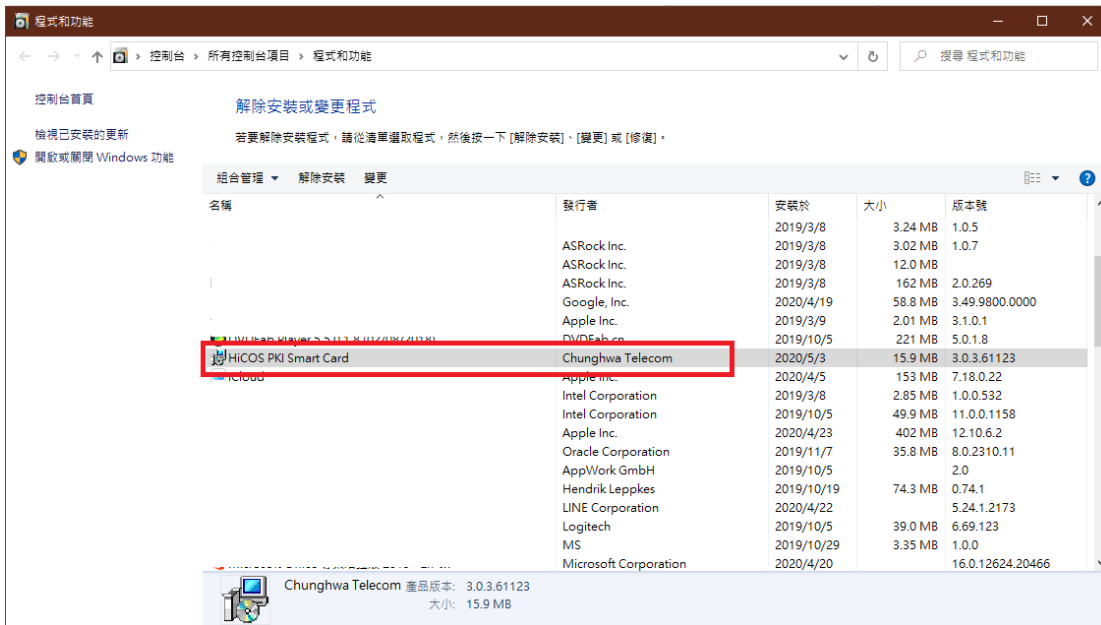 程式和功能
控制台 › 所有控制台項目 › 程式和功能
搜尋 程式和功能
控制台首頁
檢視已安裝的更新
開啟或關閉 Windows 功能
解除安裝或變更程式
若要解除安裝程式，請從清單選取程式，然後按一下 [解除安裝]、[變更] 或 [修復]。
組合管理 解除安裝 變更
名稱 發行者 安裝於 大小 版本號
2019/3/8 3.24 MB 1.0.5
ASRock Inc. 2019/3/8 3.02 MB 1.0.7
ASRock Inc. 2019/3/8 12.0 MB
ASRock Inc. 2019/3/8 162 MB 2.0.269
Google, Inc. 2020/4/19 58.8 MB 3.49.9800.0000
Apple Inc. 2019/3/9 2.01 MB 3.1.0.1
DVDFab Player 5 5.0.1.8 (02/08/2018) DVDFab.cn 2019/10/5 221 MB 5.0.1.8
HiCOS PKI Smart Card Chunghwa Telecom 2020/5/3 15.9 MB 3.0.3.61123
iCloud Apple Inc. 2020/4/5 153 MB 7.18.0.22
Intel Corporation 2019/3/8 2.85 MB 1.0.0.532
Intel Corporation 2019/10/5 49.9 MB 11.0.0.1158
Apple Inc. 2020/4/23 402 MB 12.10.6.2
Oracle Corporation 2019/11/7 35.8 MB 8.0.2310.11
AppWork GmbH 2019/10/5 2.0
Hendrik Leppkes 2019/10/19 74.3 MB 0.74.1
LINE Corporation 2020/4/22 5.24.1.2173
Logitech 2019/10/5 39.0 MB 6.69.123
MS 2019/10/29 3.35 MB 1.0.0
Microsoft Corporation 2020/4/20 16.0.12624.20466
Chunghwa Telecom 產品版本: 3.0.3.61123
大小: 15.9 MB